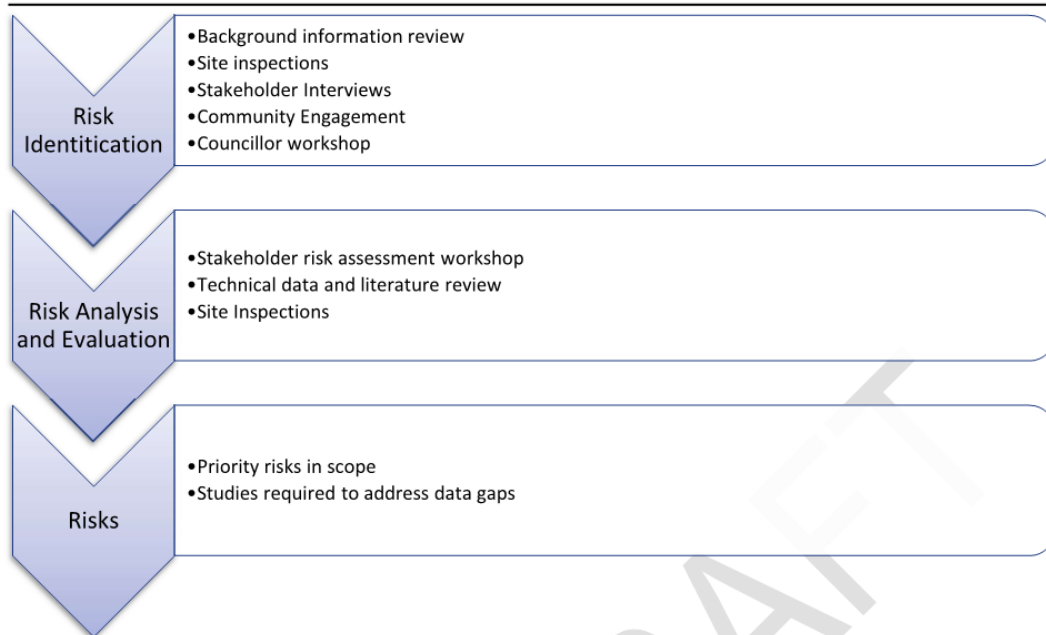 Risk
Identitication
•Background information review
•Site inspections
•Stakeholder Interviews
•Community Engagement
•Councillor workshop
Risk Analysis
and Evaluation
•Stakeholder risk assessment workshop
•Technical data and literature review
•Site Inspections
Risks
•Priority risks in scope
•Studies required to address data gaps
RAFT